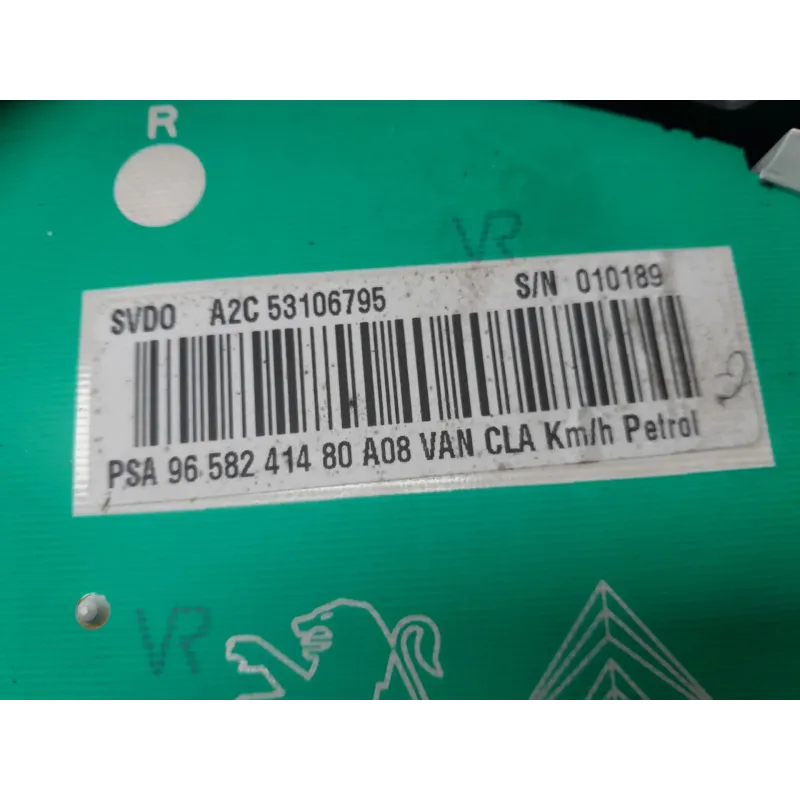 R
VR
SVDO A2C 53106795 S/N 010189
PSA 96 582 414 80 A08 VAN CLA Km/h Petrol
VR